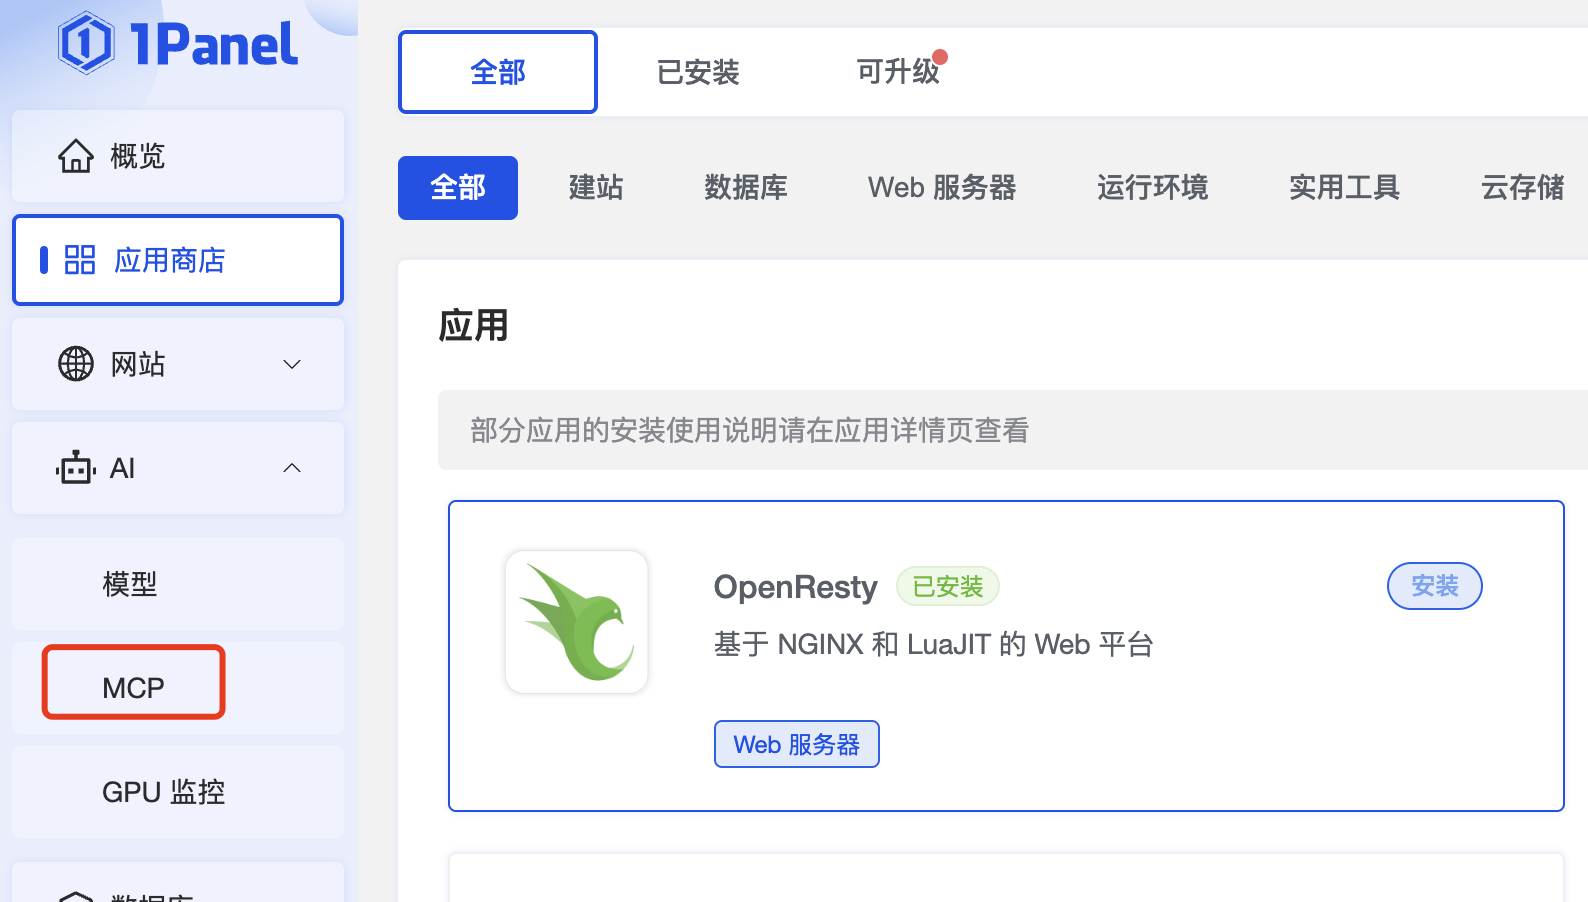 1Panel
概览
应用商店
网站
AI
模型
MCP
GPU 监控
数据库
全部
已安装
可升级
全部
建站
数据库
Web 服务器
运行环境
实用工具
云存储
应用
部分应用的安装使用说明请在应用详情页查看
OpenResty
已安装
安装
基于 NGINX 和 LuaJIT 的 Web 平台
Web 服务器